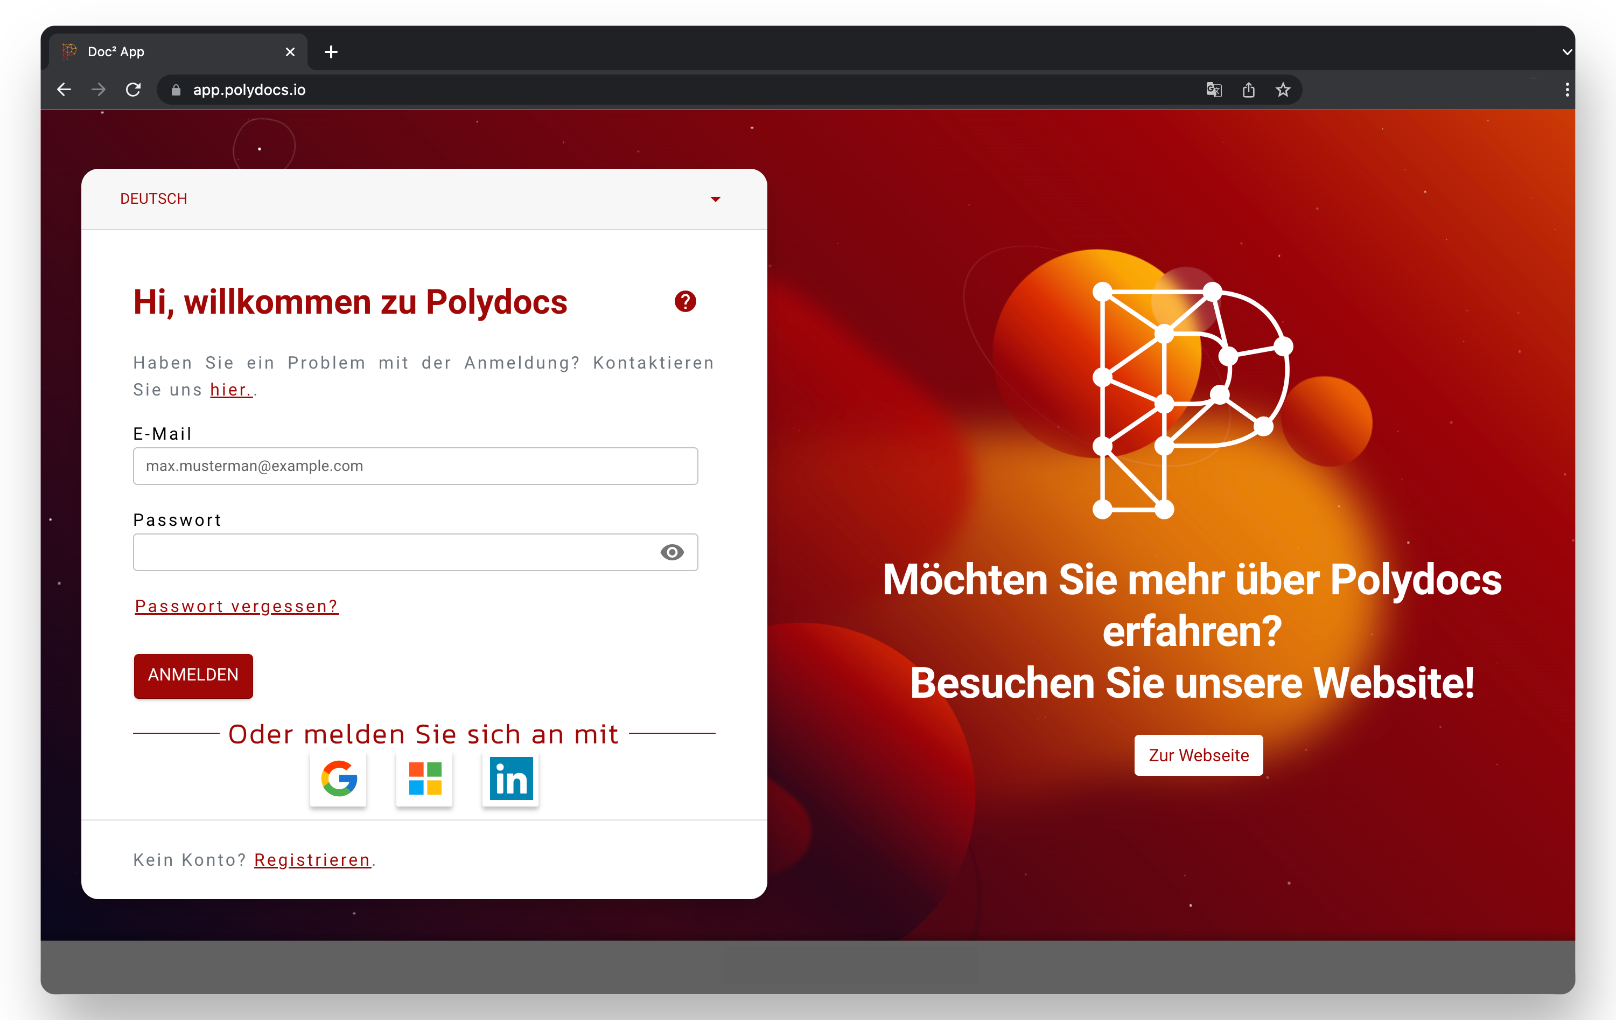 Doc² App
app.polydocs.io
DEUTSCH
Hi, willkommen zu Polydocs
Haben Sie ein Problem mit der Anmeldung? Kontaktieren
Sie uns hier..
E-Mail
max.musterman@example.com
Passwort
Passwort vergessen?
ANMELDEN
Oder melden Sie sich an mit
in
Kein Konto? Registrieren.
Möchten Sie mehr über Polydocs
erfahren?
Besuchen Sie unsere Website!
Zur Webseite